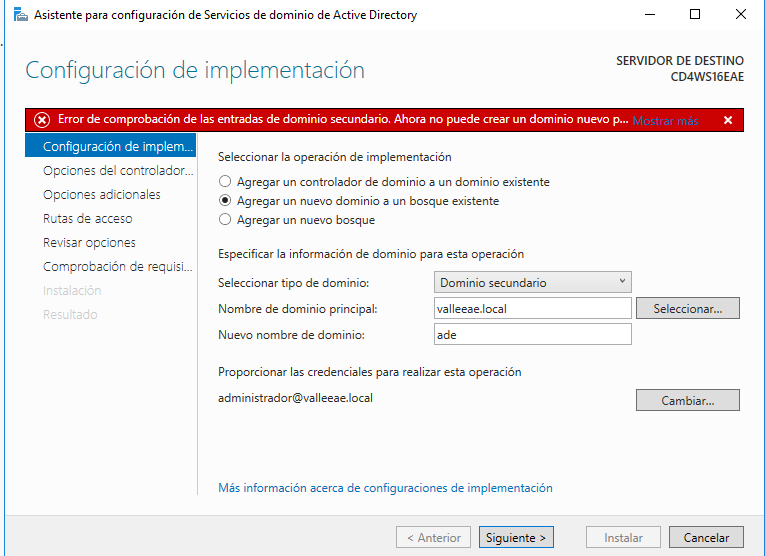 Asistente para configuración de Servicios de dominio de Active Directory
Configuración de implementación
SERVIDOR DE DESTINO
CD4WS16EAE
Error de comprobación de las entradas de dominio secundario. Ahora no puede crear un dominio nuevo p... Mostrar más
Configuración de implem...
Opciones del controlador...
Opciones adicionales
Rutas de acceso
Revisar opciones
Comprobación de requisi...
Instalación
Resultado
Seleccionar la operación de implementación
Agregar un controlador de dominio a un dominio existente
Agregar un nuevo dominio a un bosque existente
Agregar un nuevo bosque
Especificar la información de dominio para esta operación
Seleccionar tipo de dominio: Dominio secundario
Nombre de dominio principal: valleeae.local Seleccionar...
Nuevo nombre de dominio: ade
Proporcionar las credenciales para realizar esta operación
administrador@valleeae.local Cambiar...
Más información acerca de configuraciones de implementación
< Anterior Siguiente > Instalar Cancelar